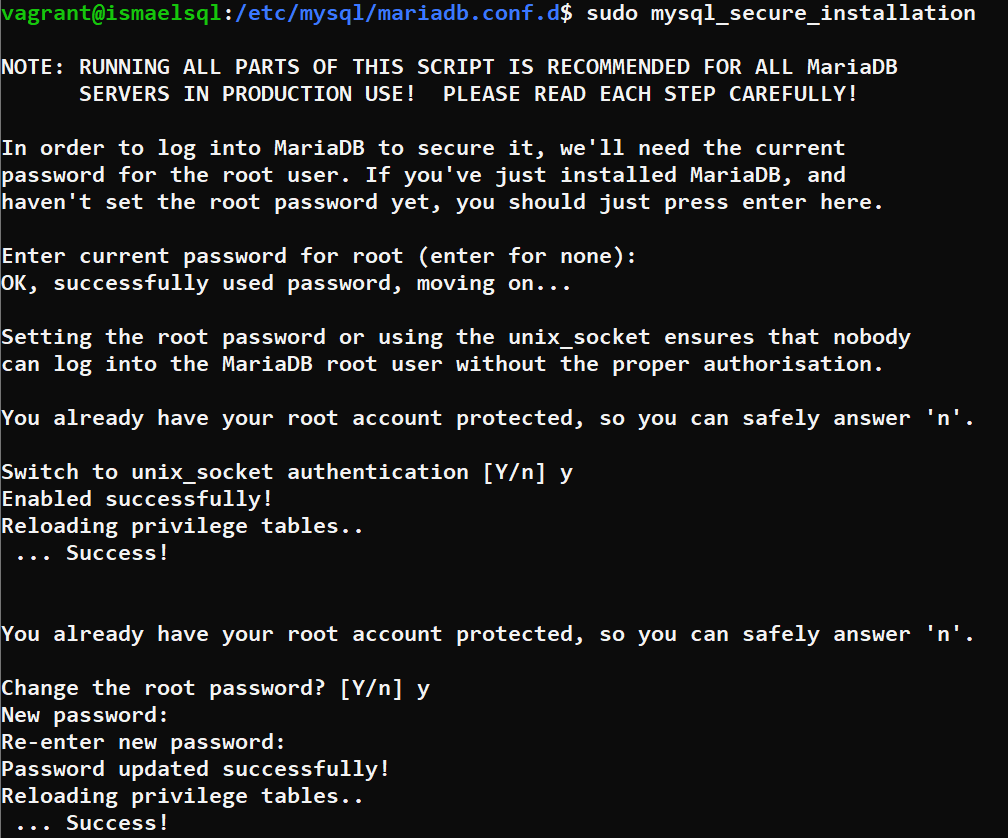 vagrant@ismaelsql:/etc/mysql/mariadb.conf.d$ sudo mysql_secure_installation
NOTE: RUNNING ALL PARTS OF THIS SCRIPT IS RECOMMENDED FOR ALL MariaDB
SERVERS IN PRODUCTION USE!  PLEASE READ EACH STEP CAREFULLY!
In order to log into MariaDB to secure it, we'll need the current
password for the root user. If you've just installed MariaDB, and
haven't set the root password yet, you should just press enter here.
Enter current password for root (enter for none):
OK, successfully used password, moving on...
Setting the root password or using the unix_socket ensures that nobody
can log into the MariaDB root user without the proper authorisation.
You already have your root account protected, so you can safely answer 'n'.
Switch to unix_socket authentication [Y/n] y
Enabled successfully!
Reloading privilege tables..
... Success!
You already have your root account protected, so you can safely answer 'n'.
Change the root password? [Y/n] y
New password:
Re-enter new password:
Password updated successfully!
Reloading privilege tables..
... Success!